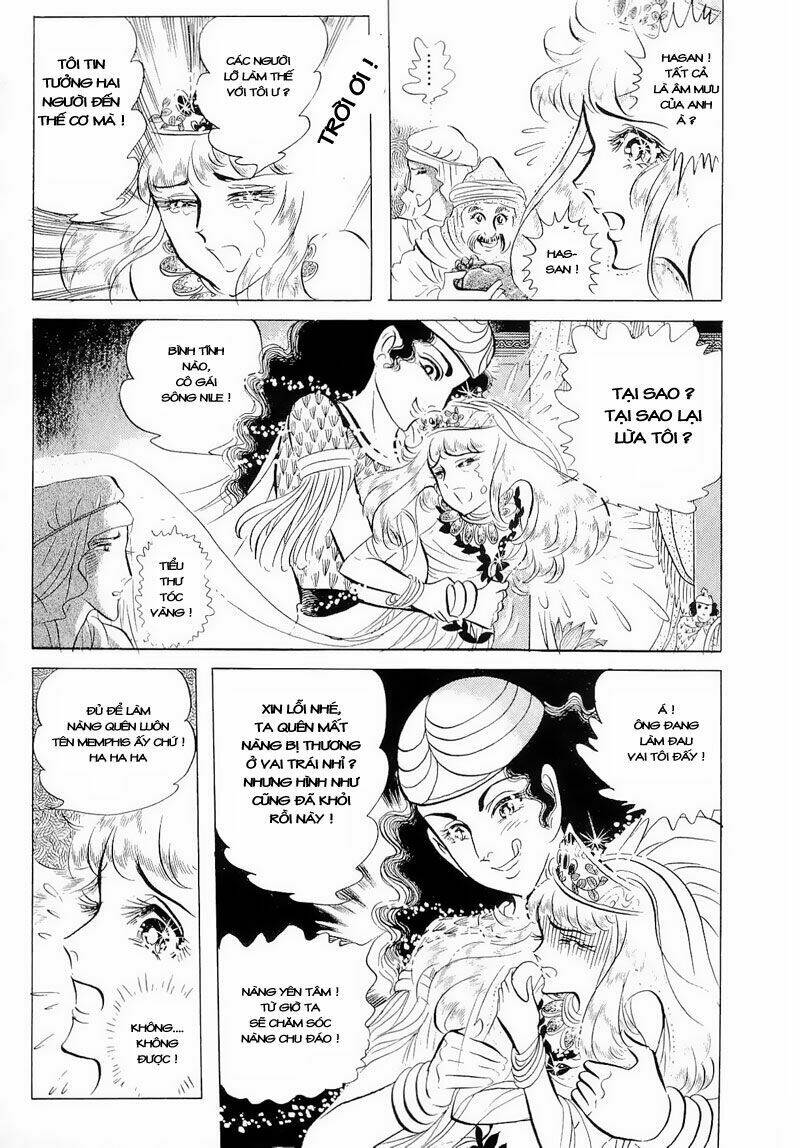 TÔI TIN
TƯỞNG HAI
NGƯỜI ĐẾN
THẾ CƠ MÀ !
CÁC NGƯỜI
LỠ LÀM THẾ
VỚI TÔI Ư ?
TRỜI ƠI !
HASAN !
TẤT CẢ
LÀ ÂM MƯU
CỦA ANH
À ?
HAS-
SAN !
BÌNH TĨNH
NÀO,
CÔ GÁI
SÔNG NILE !
TẠI SAO ?
TẠI SAO LẠI
LỪA TÔI ?
TIỂU
THƯ
TÓC
VÀNG !
ĐỦ ĐỂ LÀM
NÀNG QUÊN LUÔN
TÊN MEMPHIS ẤY CHỨ !
HA HA HA
XIN LỖI NHÉ,
TA QUÊN MẤT
NÀNG BỊ THƯƠNG
Ở VAI TRÁI NHỈ ?
NHƯNG HÌNH NHƯ
CŨNG ĐÃ KHỎI
RỒI NÀY !
Á !
ÔNG ĐANG
LÀM ĐAU
VAI TÔI ĐẤY !
KHÔNG....
KHÔNG
ĐƯỢC !
NÀNG YÊN TÂM !
TỪ GIỜ TA
SẼ CHĂM SÓC
NÀNG CHU ĐÁO !